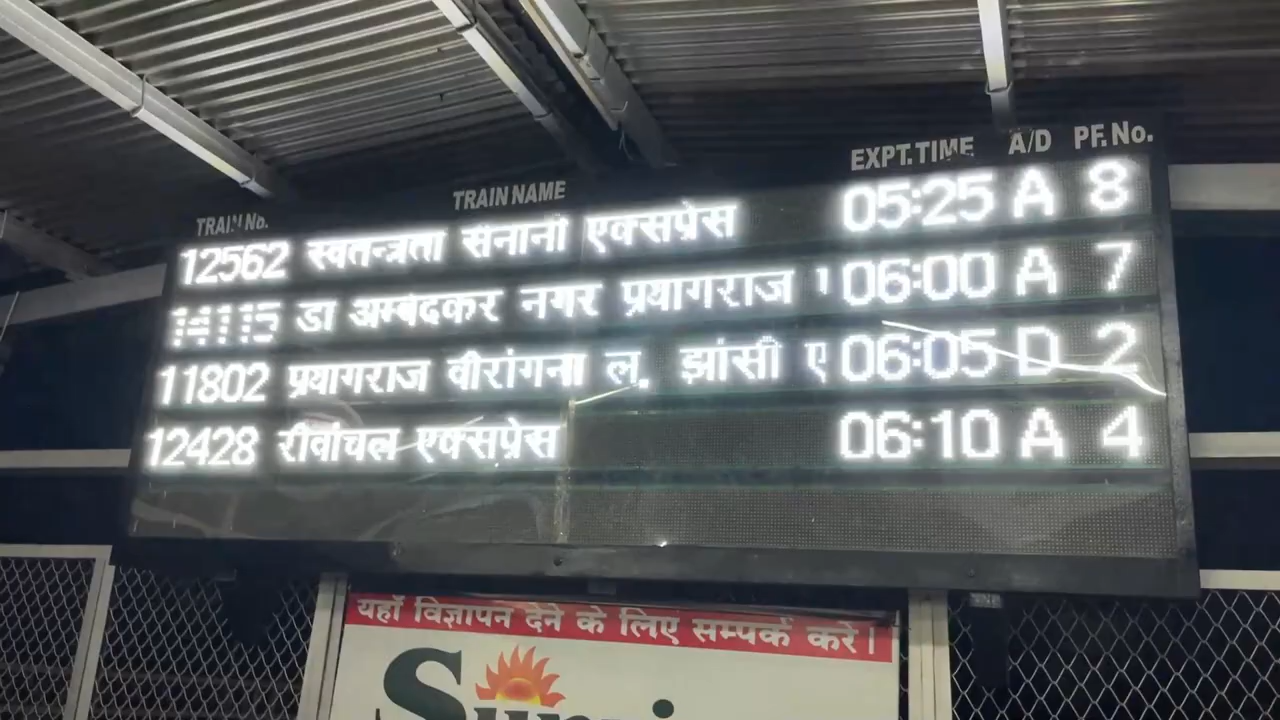 TRAIN No. TRAIN NAME EXPT.TIME A/D PF.No.
12562 स्वतन्त्रता सेनानी एक्सप्रेस 05:25 A 8
14115 डा अम्बेदकर नगर प्रयागराज 06:00 A 7
11802 प्रयागराज वीरांगना ल. झांसी ए 06:05 D 2
12428 रीवांचल एक्सप्रेस 06:10 A 4
यहाँ विज्ञापन देने के लिए सम्पर्क करें।